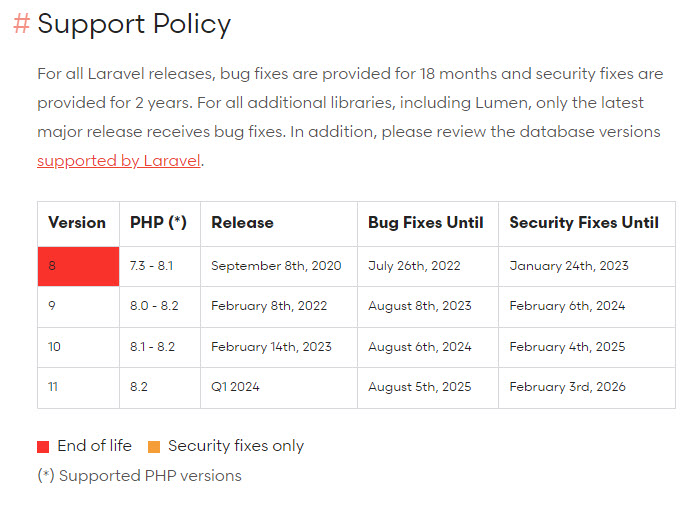 # Support Policy
For all Laravel releases, bug fixes are provided for 18 months and security fixes are
provided for 2 years. For all additional libraries, including Lumen, only the latest
major release receives bug fixes. In addition, please review the database versions
supported by Laravel.
Version PHP (*) Release Bug Fixes Until Security Fixes Until
8 7.3 - 8.1 September 8th, 2020 July 26th, 2022 January 24th, 2023
9 8.0 - 8.2 February 8th, 2022 August 8th, 2023 February 6th, 2024
10 8.1 - 8.2 February 14th, 2023 August 6th, 2024 February 4th, 2025
11 8.2 Q1 2024 August 5th, 2025 February 3rd, 2026
End of life Security fixes only
(*) Supported PHP versions